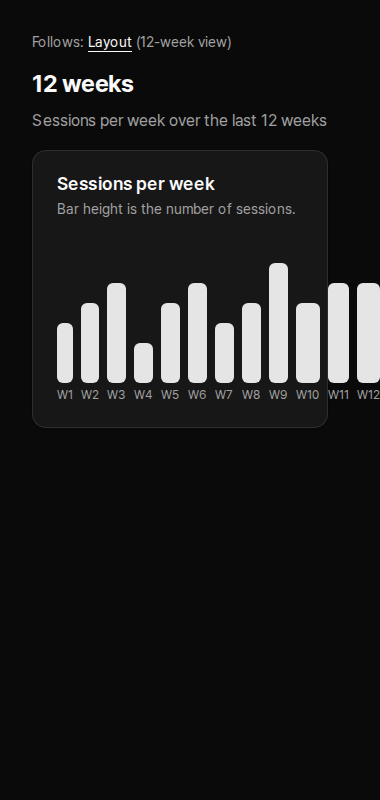 Follows: Layout (12-week view)
12 weeks
Sessions per week over the last 12 weeks
Sessions per week
Bar height is the number of sessions.
W1 W2 W3 W4 W5 W6 W7 W8 W9 W10 W11 W12